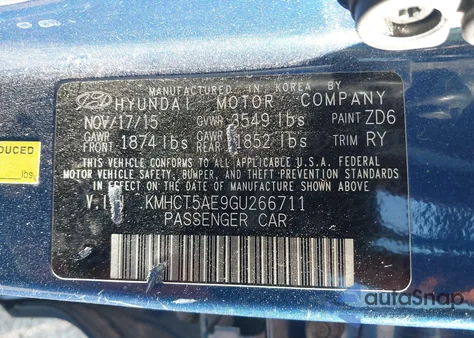 MANUFACTURED IN KOREA BY
HYUNDAI MOTOR COMPANY
NOV/17/15 GVWR 3549 lbs PAINT ZD6
GAWR FRONT 1874 lbs GAWR 1852 lbs TRIM RY
THIS VEHICLE CONFORMS TO ALL APPLICABLE U.S.A. FEDERAL
MOTOR VEHICLE SAFETY, BUMPER, AND THEFT PREVENTION
STANDARDS IN EFFECT ON THE DATE OF MANUFACTURE
SHOWN ABOVE
V.I.N KMHCT5AE9GU266711
PASSENGER CAR
DUCED
lbs
autoSnap